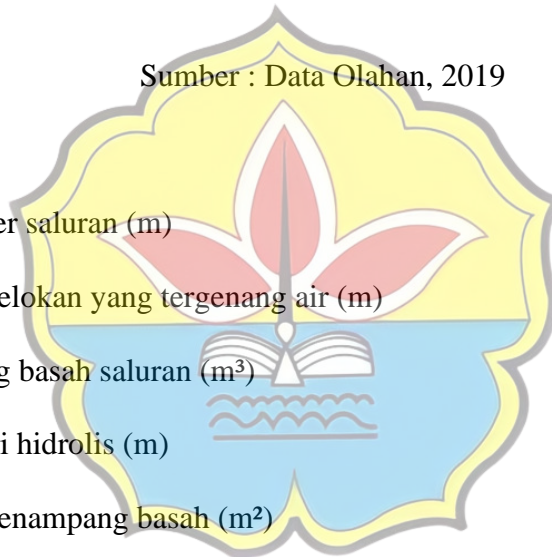 Sumber : Data Olahan, 2019
er saluran (m)
elokan yang tergenang air (m)
g basah saluran (m³)
i hidrolis (m)
enampang basah (m²)